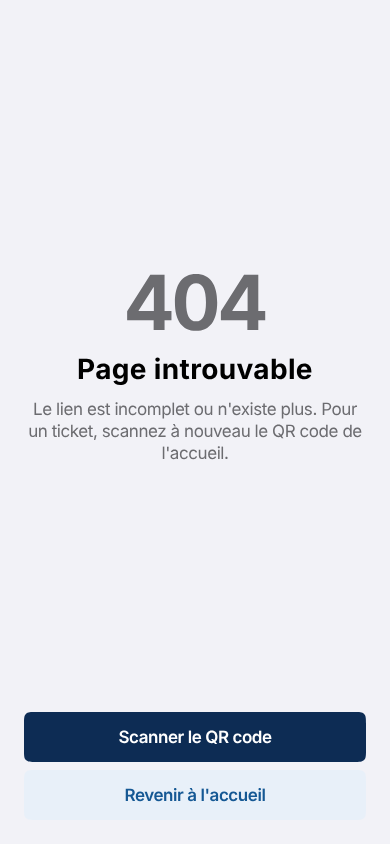 404
Page introuvable
Le lien est incomplet ou n'existe plus. Pour
un ticket, scannez à nouveau le QR code de
l'accueil.
Scanner le QR code
Revenir à l'accueil